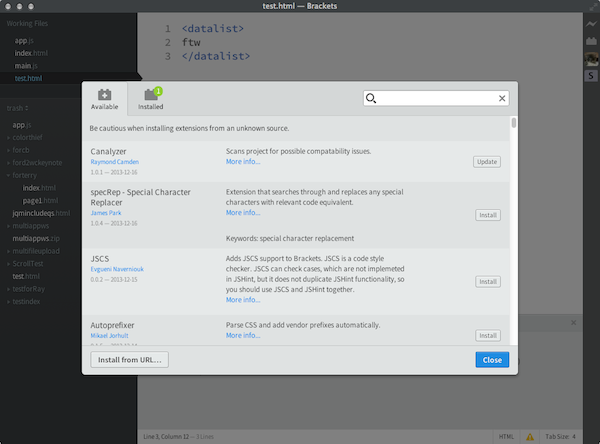 test.html — Brackets
Working Files
app.js
index.html
main.js
test.html
trash
app.js
colorthief
forcb
ford2wckeynote
forterry
index.html
page1.html
jqmincludeqs.html
multiappws
multiappws.zip
multifileupload
ScrollTest
test.html
testforRay
testindex
1 <datalist>
2 ftw
3 </datalist>
Available
1
Installed
Be cautious when installing extensions from an unknown source.
Canalyzer
Raymond Camden
1.0.1 — 2013-12-16
Scans project for possible compatability issues.
More info...
Update
specRep - Special Character
Replacer
James Park
1.0.4 — 2013-12-16
Extension that searches through and replaces any special
characters with relevant code equivalent.
More info...
Keywords: special character replacement
Install
JSCS
Evgueni Naverniouk
0.0.2 — 2013-12-15
Adds JSCS support to Brackets. JSCS is a code style
checker. JSCS can check cases, which are not implemeted
in JSHint, but it does not duplicate JSHint functionality, so
you should use JSCS and JSHint together.
More info...
Install
Autoprefixer
Mikael Jorhult
Parse CSS and add vendor prefixes automatically.
More info...
Install
Install from URL...
Close
Line 3, Column 12 — 3 Lines
HTML
Tab Size: 4